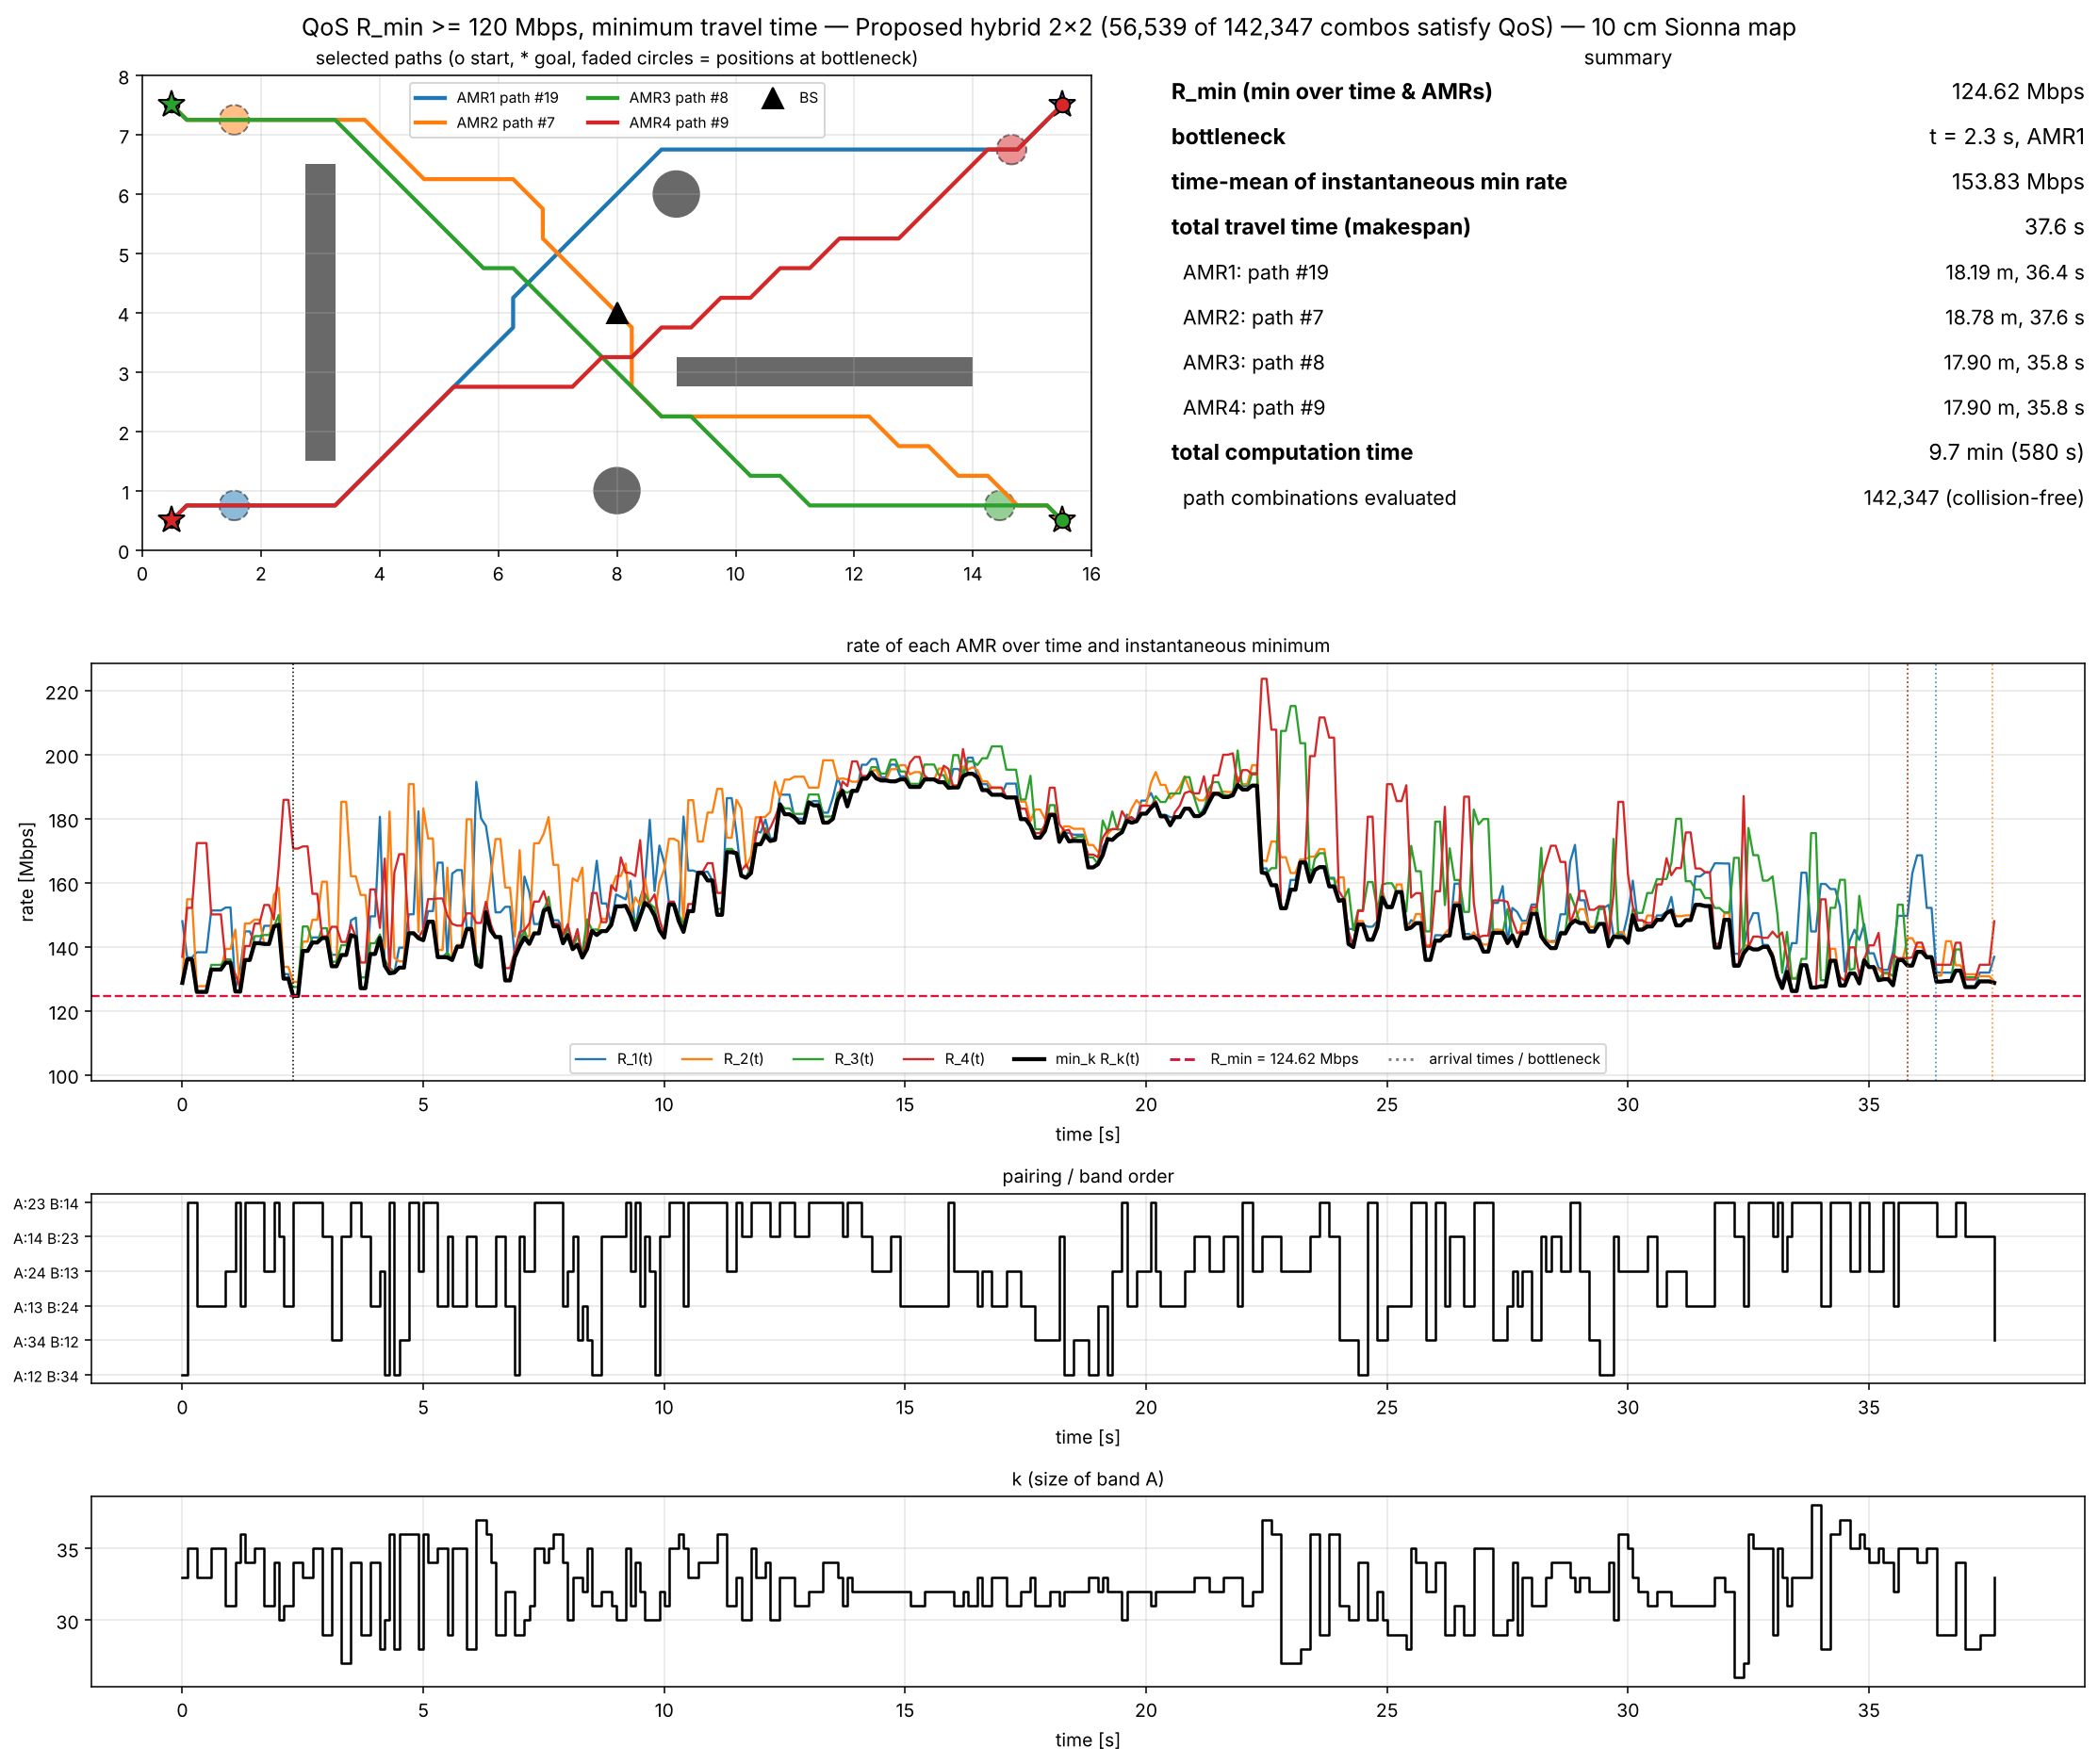 QoS R_min >= 120 Mbps, minimum travel time — Proposed hybrid 2×2 (56,539 of 142,347 combos satisfy QoS) — 10 cm Sionna map
selected paths (o start, * goal, faded circles = positions at bottleneck)
AMR1 path #19
AMR2 path #7
AMR3 path #8
AMR4 path #9
BS
8
7
6
5
4
3
2
1
0
0 2 4 6 8 10 12 14 16
summary
R_min (min over time & AMRs) 124.62 Mbps
bottleneck t = 2.3 s, AMR1
time-mean of instantaneous min rate 153.83 Mbps
total travel time (makespan) 37.6 s
AMR1: path #19 18.19 m, 36.4 s
AMR2: path #7 18.78 m, 37.6 s
AMR3: path #8 17.90 m, 35.8 s
AMR4: path #9 17.90 m, 35.8 s
total computation time 9.7 min (580 s)
path combinations evaluated 142,347 (collision-free)
rate of each AMR over time and instantaneous minimum
rate [Mbps]
220
200
180
160
140
120
100
R_1(t) R_2(t) R_3(t) R_4(t) min_k R_k(t) R_min = 124.62 Mbps arrival times / bottleneck
0 5 10 15 20 25 30 35
time [s]
pairing / band order
A:23 B:14
A:14 B:23
A:24 B:13
A:13 B:24
A:34 B:12
A:12 B:34
0 5 10 15 20 25 30 35
time [s]
k (size of band A)
35
30
0 5 10 15 20 25 30 35
time [s]